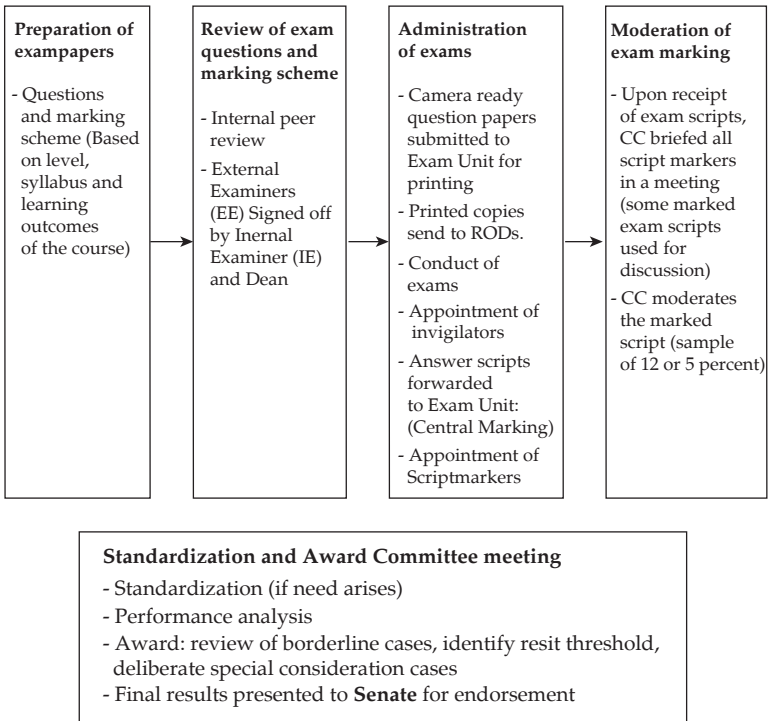 Preparation of
exampapers
- Questions
and marking
scheme (Based
on level,
syllabus and
learning
outcomes
of the course)
Review of exam
questions and
marking scheme
- Internal peer
review
- External
Examiners
(EE) Signed off
by Inernal
Examiner (IE)
and Dean
Administration
of exams
- Camera ready
question papers
submitted to
Exam Unit for
printing
- Printed copies
send to RODs.
- Conduct of
exams
- Appointment of
invigilators
- Answer scripts
forwarded
to Exam Unit:
(Central Marking)
- Appointment of
Scriptmarkers
Moderation of
exam marking
- Upon receipt
of exam scripts,
CC briefed all
script markers
in a meeting
(some marked
exam scripts
used for
discussion)
- CC moderates
the marked
script (sample
of 12 or 5 percent)
Standardization and Award Committee meeting
- Standardization (if need arises)
- Performance analysis
- Award: review of borderline cases, identify resit threshold,
deliberate special consideration cases
- Final results presented to Senate for endorsement